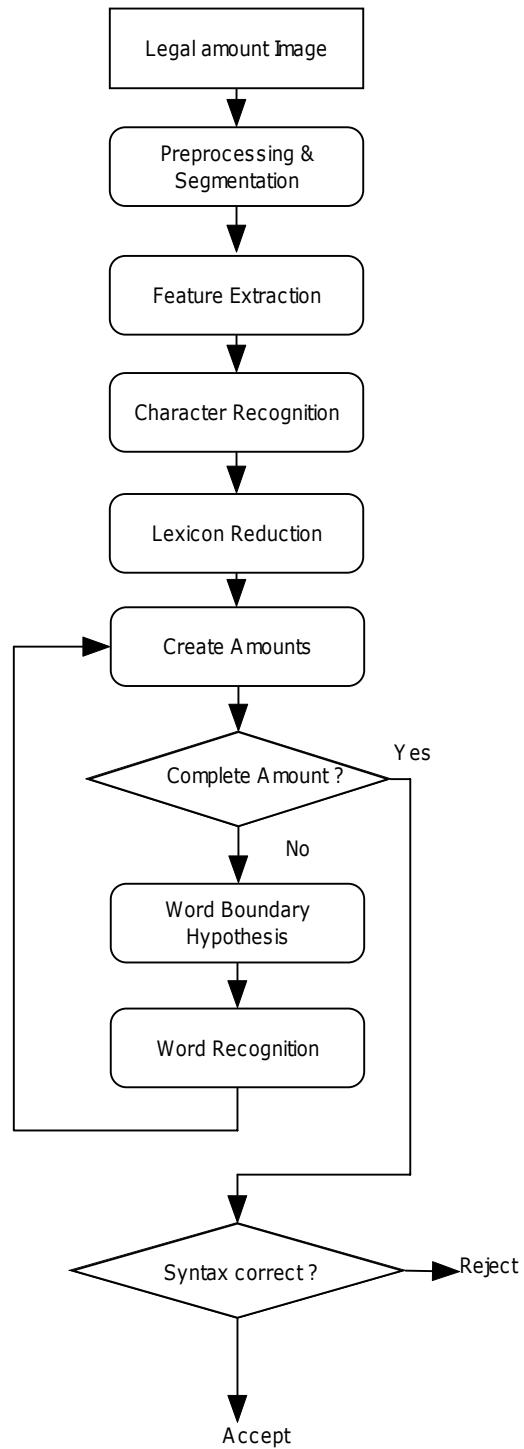 Legal amount Image
Preprocessing &
Segmentation
Feature Extraction
Character Recognition
Lexicon Reduction
Create Amounts
Complete Amount ?
Yes
No
Word Boundary
Hypothesis
Word Recognition
Syntax correct ?
Reject
Accept